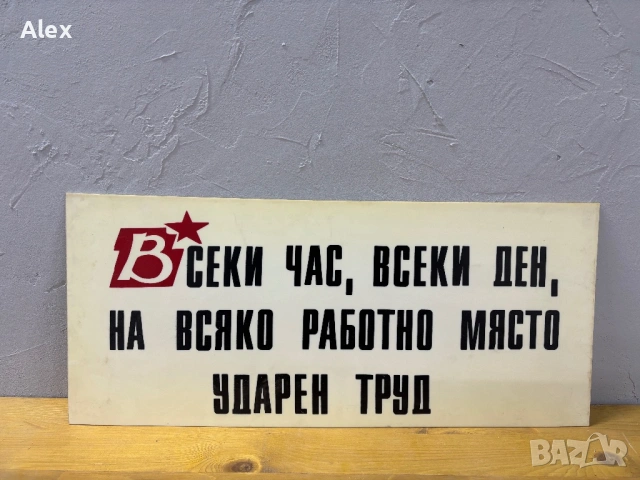 Alex
ВСЕКИ ЧАС, ВСЕКИ ДЕН,
НА ВСЯКО РАБОТНО МЯСТО
УДАРЕН ТРУД
BAZAR